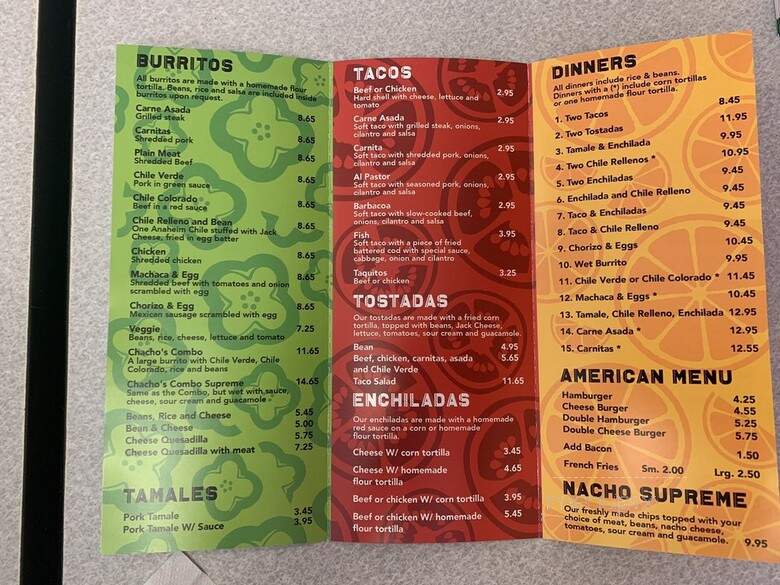 BURRITOS
All burritos are made with a homemade flour
tortilla. Beans, rice and salsa are included inside
burritos upon request.
Carne Asada
Grilled steak 8.65
Carnitas
Shredded pork 8.65
Plain Meat
Shredded Beef 8.65
Chile Verde
Pork in green sauce 8.65
Chile Colorado
Beef in a red sauce 8.65
Chile Relleno and Bean
One Anaheim Chile stuffed with Jack 8.65
Cheese, fried in egg batter
Chicken
Shredded chicken 8.65
Machaca & Egg
Shredded beef with tomatoes and onion 8.65
scrambled with egg
Chorizo & Egg
Mexican sausage scrambled with egg 8.65
Veggie 7.25
Beans, rice, cheese, lettuce and tomato
Chacho's Combo 11.65
A large burrito with Chile Verde, Chile
Colorado, rice and beans
Chacho's Combo Supreme 14.65
Same as the Combo, but wet with sauce,
cheese, sour cream and guacamole
Beans, Rice and Cheese 5.45
Bean & Cheese 5.00
Cheese Quesadilla 5.75
Cheese Quesadilla with meat 7.25
TAMALES
Pork Tamale 3.45
Pork Tamale W/ Sauce 3.95
TACOS
Beef or Chicken 2.95
Hard shell with cheese, lettuce and
tomato
Carne Asada 2.95
Soft taco with grilled steak, onions,
cilantro and salsa
Carnita 2.95
Soft taco with shredded pork, onions,
cilantro and salsa
Al Pastor 2.95
Soft taco with seasoned pork, onions,
cilantro and salsa
Barbacoa 2.95
Soft taco with slow-cooked beef,
onions, cilantro and salsa
Fish 3.95
Soft taco with a piece of fried
battered cod with special sauce,
cabbage, onion and cilantro
Taquitos 3.25
Beef or chicken
TOSTADAS
Our tostadas are made with a fried corn
tortilla, topped with beans, Jack Cheese,
lettuce, tomatoes, sour cream and guacamole.
Bean 4.95
Beef, chicken, carnitas, asada 5.65
and Chile Verde
Taco Salad 11.65
ENCHILADAS
Our enchiladas are made with a homemade
red sauce on a corn or homemade
flour tortilla.
Cheese W/ corn tortilla 3.45
Cheese W/ homemade 4.65
flour tortilla
Beef or chicken W/ corn tortilla 3.95
Beef or chicken W/ homemade 5.45
flour tortilla
DINNERS
All dinners include rice & beans.
Dinners with a (*) include corn tortillas
or one homemade flour tortilla.
1. Two Tacos 8.45
2. Two Tostadas 11.95
3. Tamale & Enchilada 9.95
4. Two Chile Rellenos * 10.95
5. Two Enchiladas 9.45
6. Enchilada and Chile Relleno 9.45
7. Taco & Enchiladas 9.45
8. Taco & Chile Relleno 9.45
9. Chorizo & Eggs 10.45
10. Wet Burrito 9.95
11. Chile Verde or Chile Colorado * 11.45
12. Machaca & Eggs * 10.45
13. Tamale, Chile Relleno, Enchilada 12.95
14. Carne Asada * 12.95
15. Carnitas * 12.55
AMERICAN MENU
Hamburger 4.25
Cheese Burger 4.55
Double Hamburger 5.25
Double Cheese Burger 5.75
Add Bacon 1.50
French Fries Sm. 2.00 Lrg. 2.50
NACHO SUPREME
Our freshly made chips topped with your
choice of meat, beans, nacho cheese,
tomatoes, sour cream and guacamole. 9.95